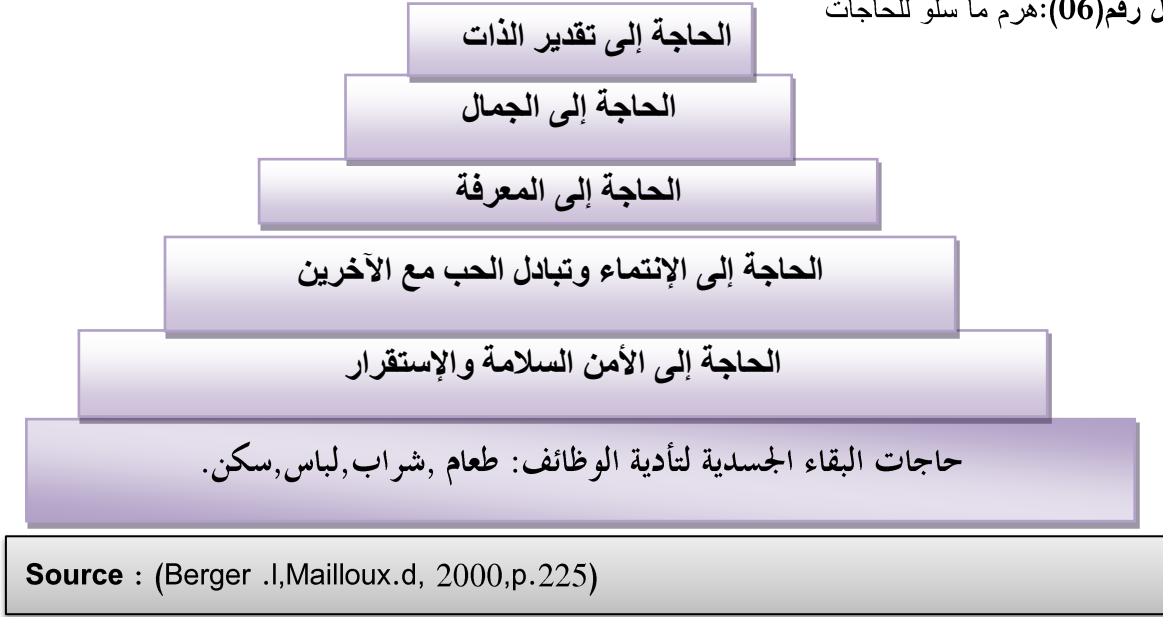 رقم(06):هرم ما سلو للحاجات
الحاجة إلى تقدير الذات
الحاجة إلى الجمال
الحاجة إلى المعرفة
الحاجة إلى الإنتماء وتبادل الحب مع الآخرين
الحاجة إلى الأمن السلامة والإستقرار
حاجات البقاء الجسدية لتأدية الوظائف: طعام ,شراب,لباس,سكن.
Source : (Berger .l,Mailloux.d, 2000,p.225)